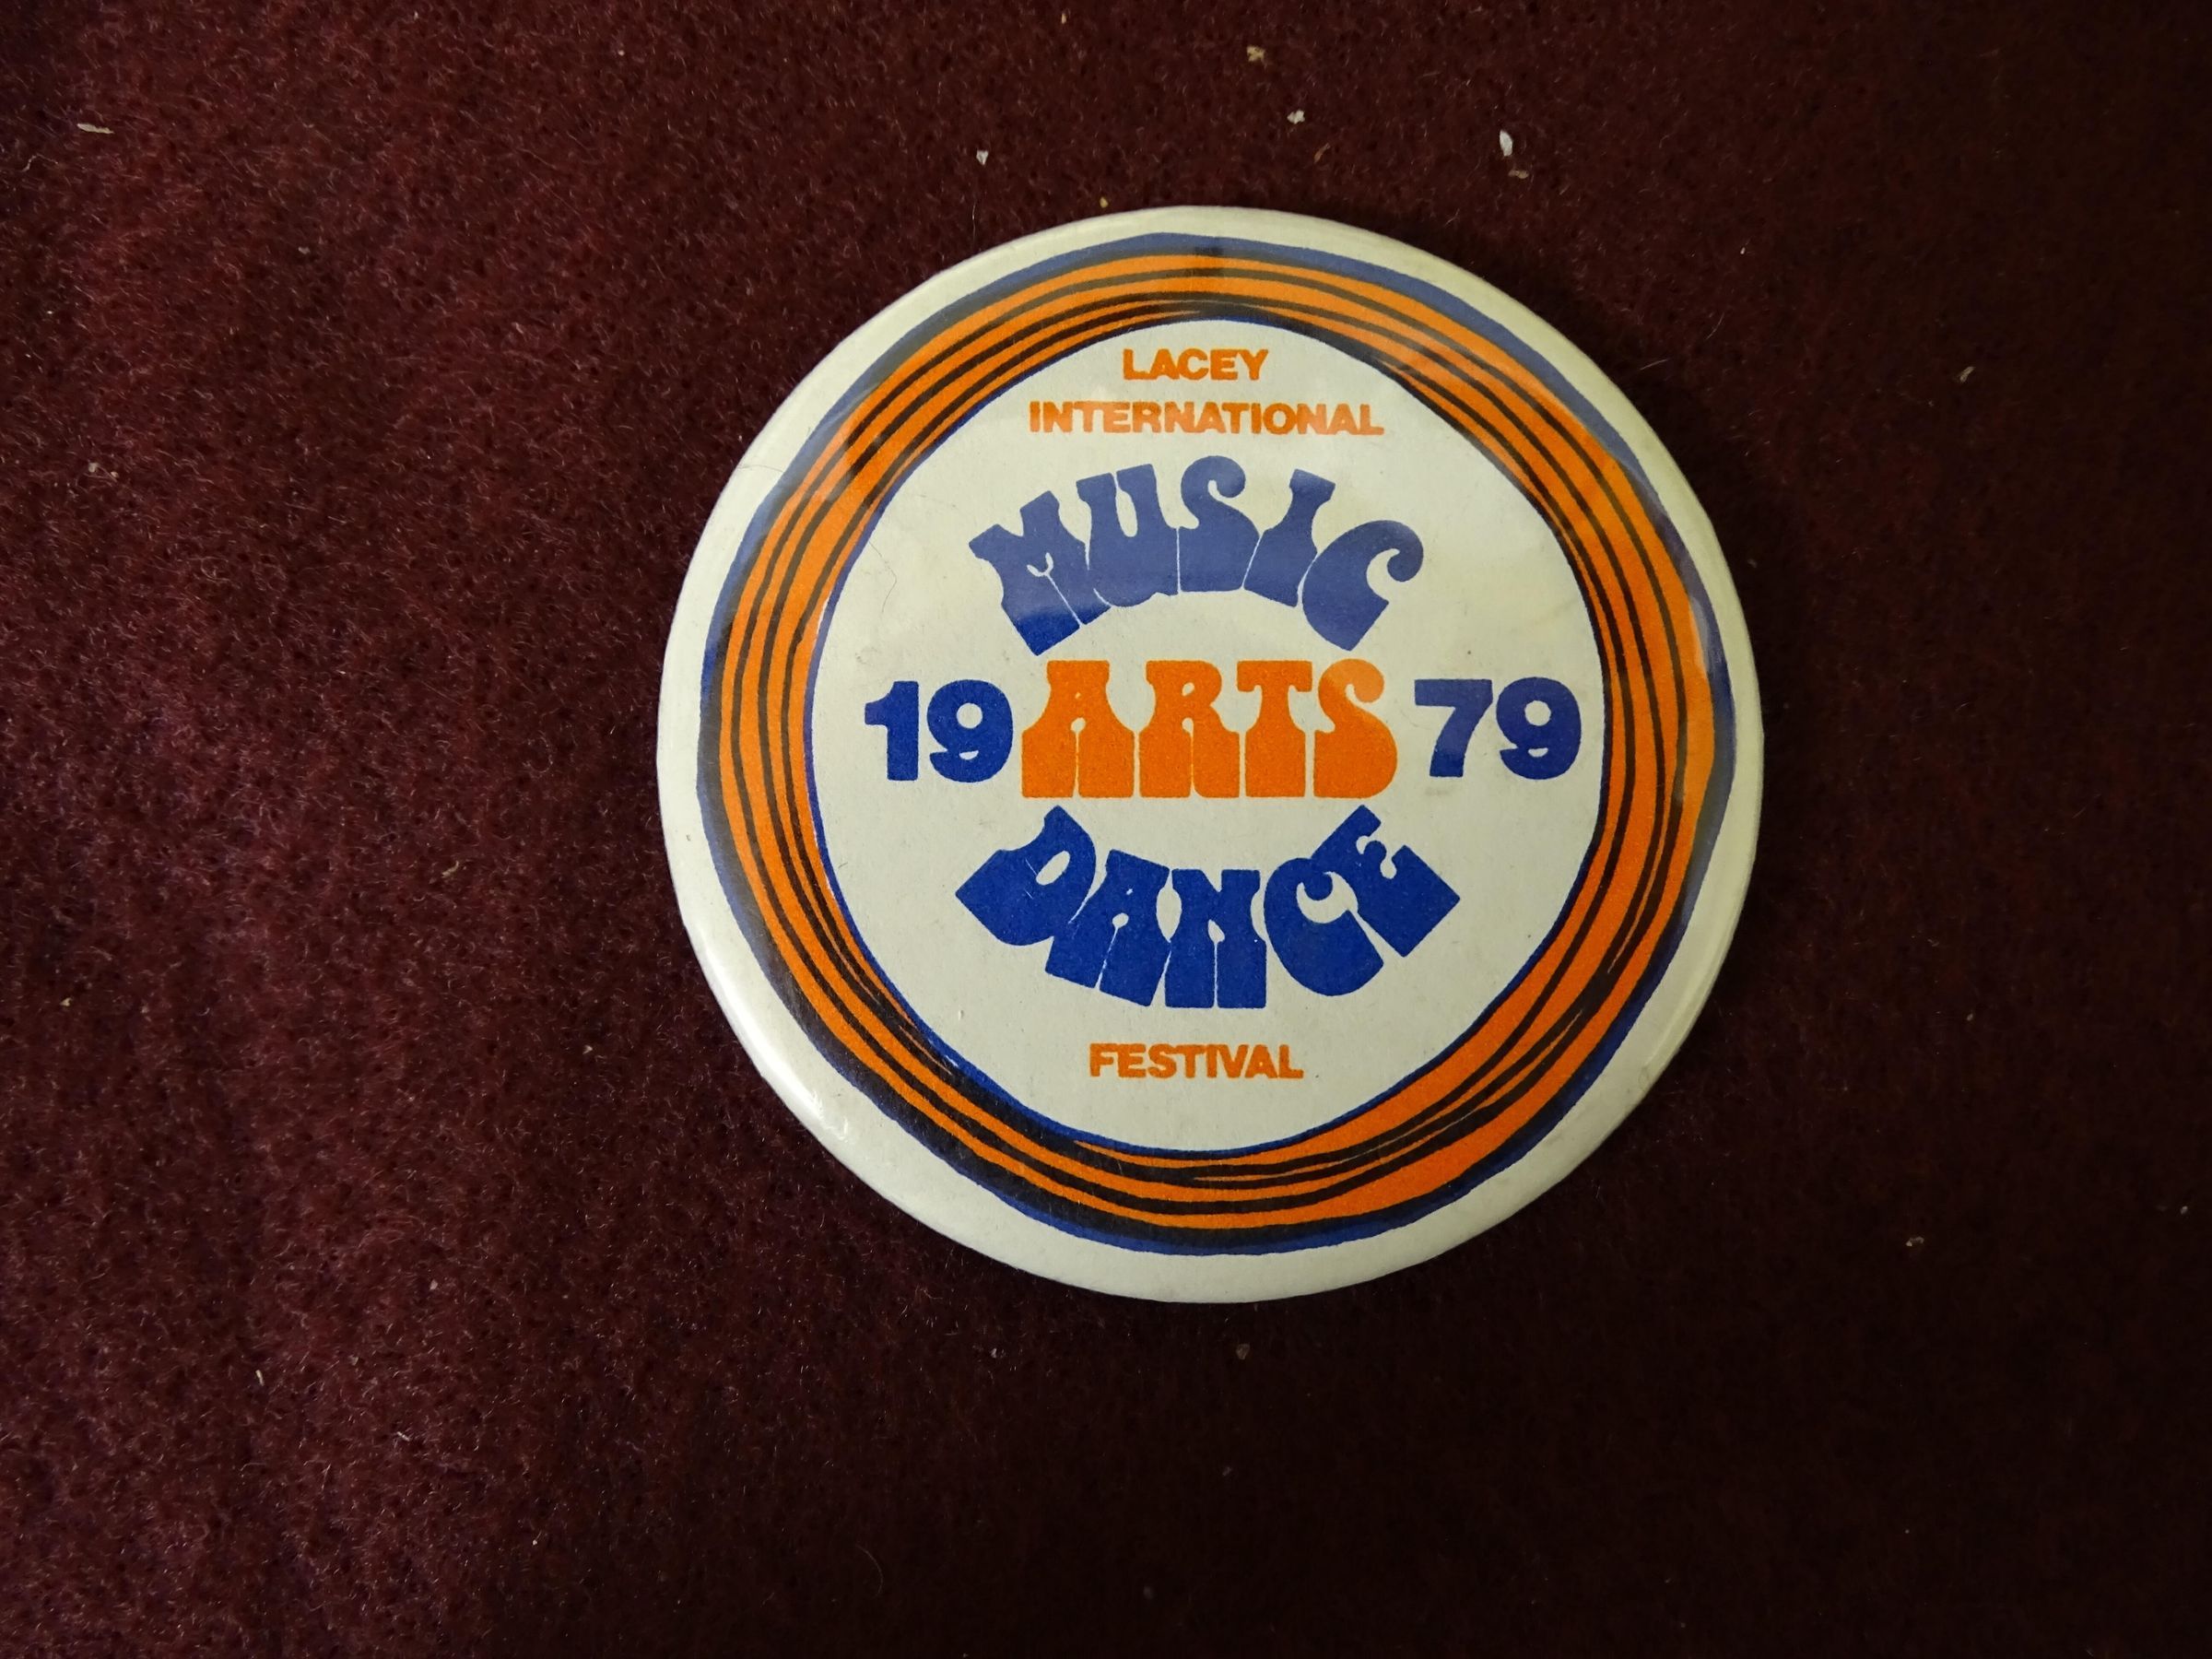 LACEY
INTERNATIONAL
MUSIC
19 ARTS 79
DANCE
FESTIVAL